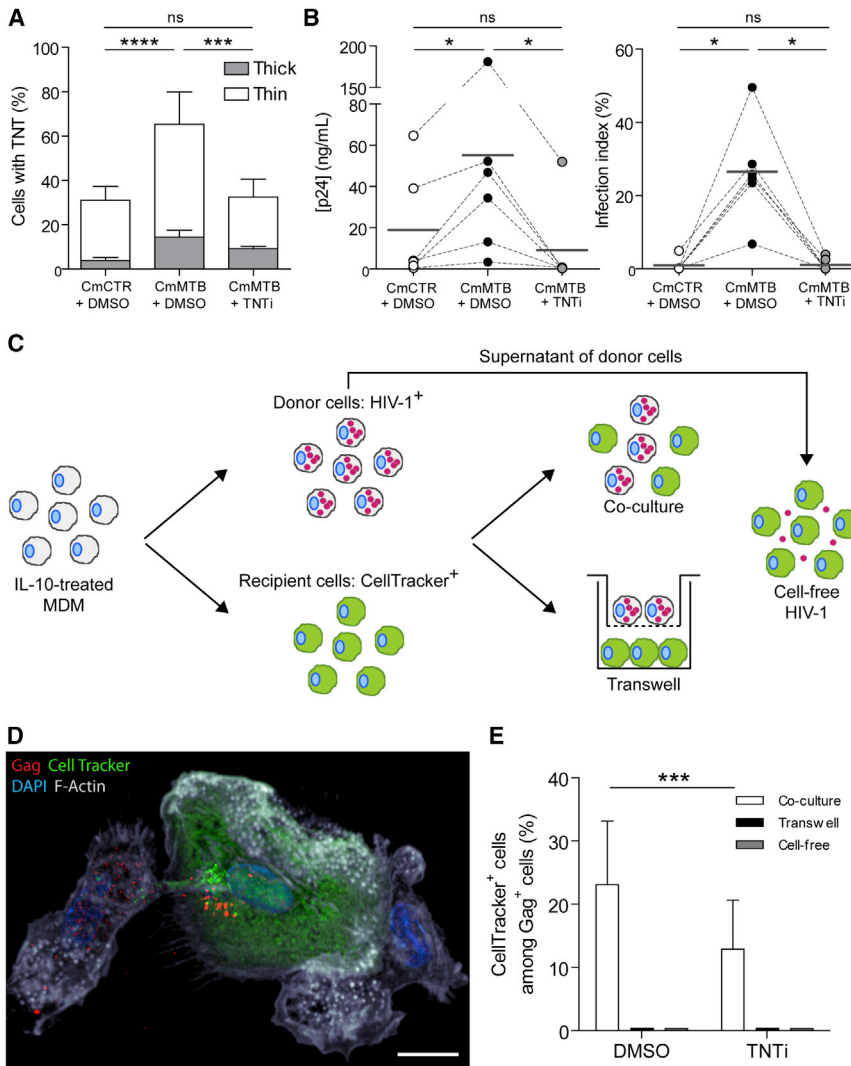 A
ns
****
***
Thick
Thin
Cells with TNT (%)
100
80
60
40
20
0
CmCTR
+ DMSO
CmMTB
+ DMSO
CmMTB
+ TNTi
B
ns
*
*
[p24] (ng/mL)
200
150
100
80
60
40
20
0
CmCTR
+ DMSO
CmMTB
+ DMSO
CmMTB
+ TNTi
ns
*
*
Infection index (%)
60
40
20
0
CmCTR
+ DMSO
CmMTB
+ DMSO
CmMTB
+ TNTi
C
Supernatant of donor cells
Donor cells: HIV-1+
Co-culture
IL-10-treated
MDM
Recipient cells: CellTracker+
Transwell
Cell-free
HIV-1
D
Gag Cell Tracker
DAPI F-Actin
E
***
Co-culture
Transwell
Cell-free
CellTracker+ cells
among Gag+ cells (%)
40
30
20
10
0
DMSO
TNTi